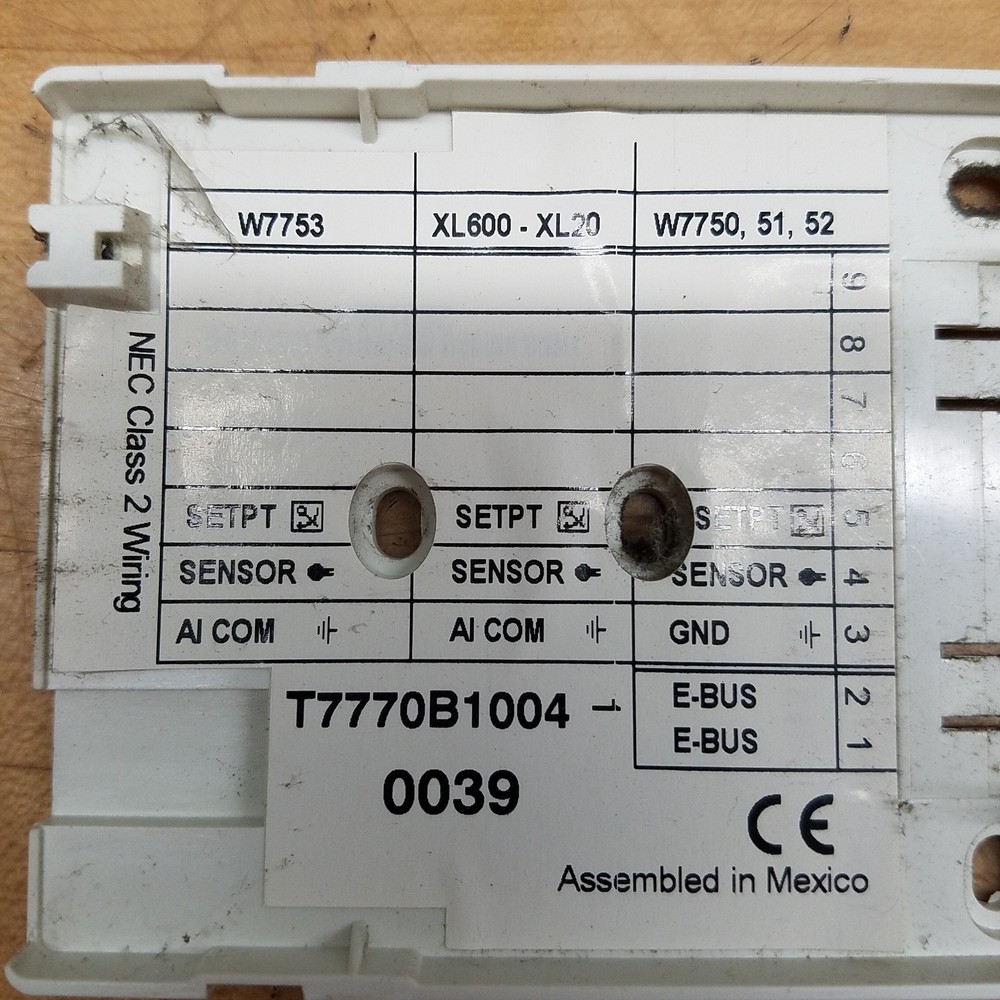 W7753 XL600 - XL20 W7750, 51, 52
9
8
7
6
SETPT SETPT SETPT 5
SENSOR SENSOR SENSOR 4
AI COM AI COM GND 3
E-BUS 2
E-BUS 1
NEC Class 2 Wiring
T7770B1004 1
0039
CE
Assembled in Mexico